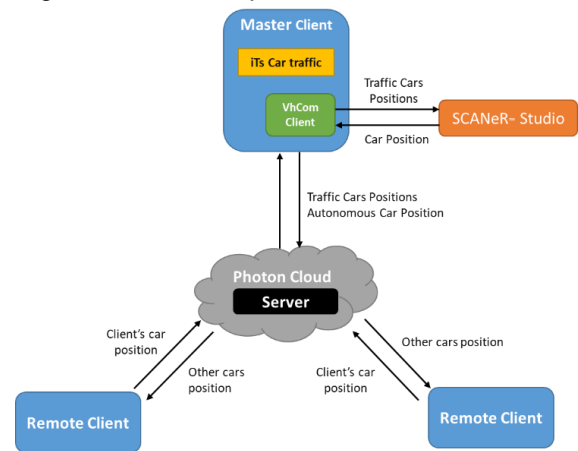 Master Client
iTs Car traffic
VhCom
Client
Traffic Cars
Positions
Car Position
SCANeR- Studio
Traffic Cars Positions
Autonomous Car Position
Photon Cloud
Server
Client's car
position
Other cars
position
Other cars position
Client's car
position
Remote Client
Remote Client